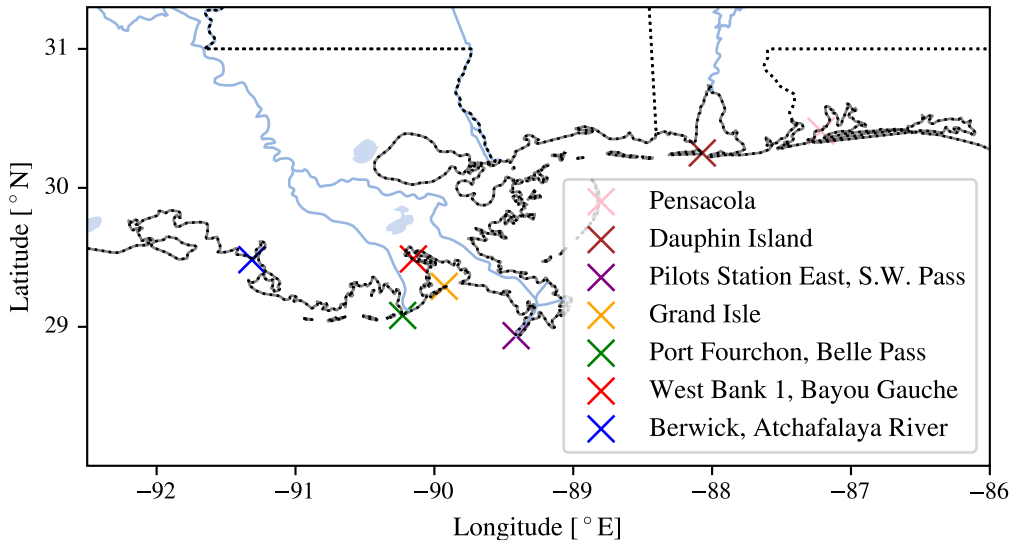 31
30
29
Latitude [°N]
Pensacola
Dauphin Island
Pilots Station East, S.W. Pass
Grand Isle
Port Fourchon, Belle Pass
West Bank 1, Bayou Gauche
Berwick, Atchafalaya River
−92 −91 −90 −89 −88 −87 −86
Longitude [°E]